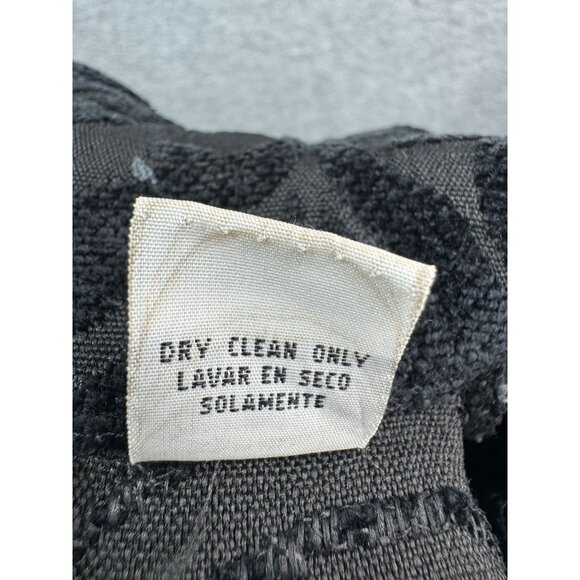 DRY CLEAN ONLY
LAVAR EN SECO
SOLAMENTE